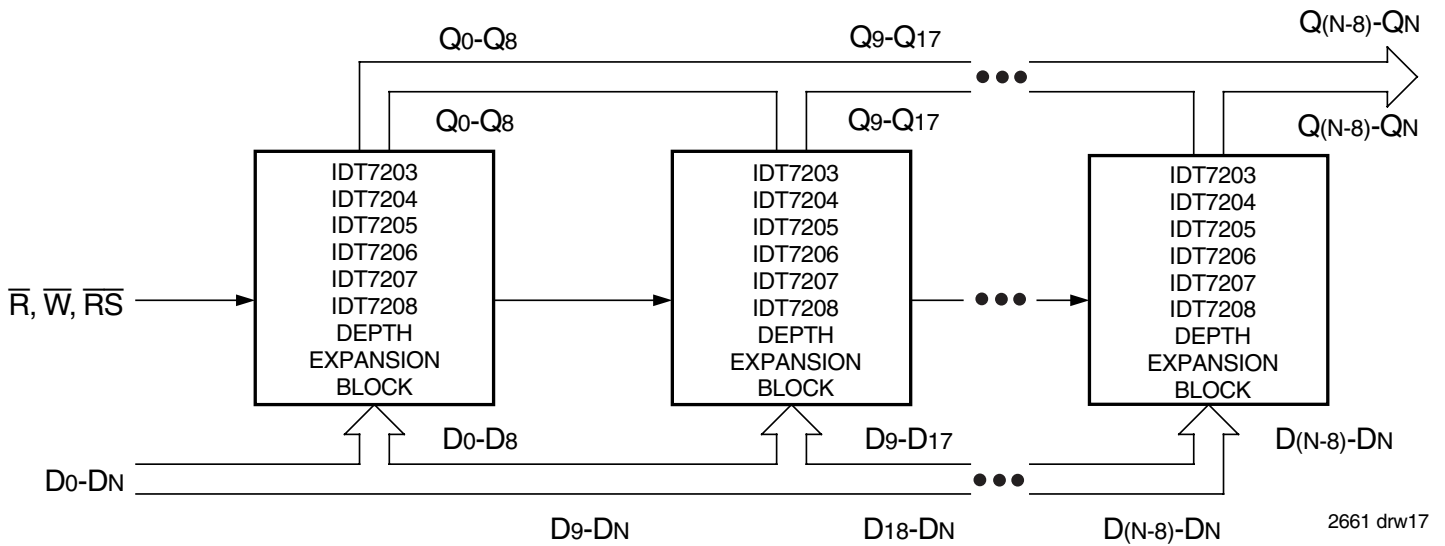 Q0-Q8
Q9-Q17
Q(N-8)-QN
Q0-Q8
Q9-Q17
Q(N-8)-QN
IDT7203
IDT7204
IDT7205
IDT7206
IDT7207
IDT7208
DEPTH
EXPANSION
BLOCK
IDT7203
IDT7204
IDT7205
IDT7206
IDT7207
IDT7208
DEPTH
EXPANSION
BLOCK
IDT7203
IDT7204
IDT7205
IDT7206
IDT7207
IDT7208
DEPTH
EXPANSION
BLOCK
R̅, W̅, R̅S̅
D0-D8
D9-D17
D(N-8)-DN
D0-DN
D9-DN
D18-DN
D(N-8)-DN
2661 drw17